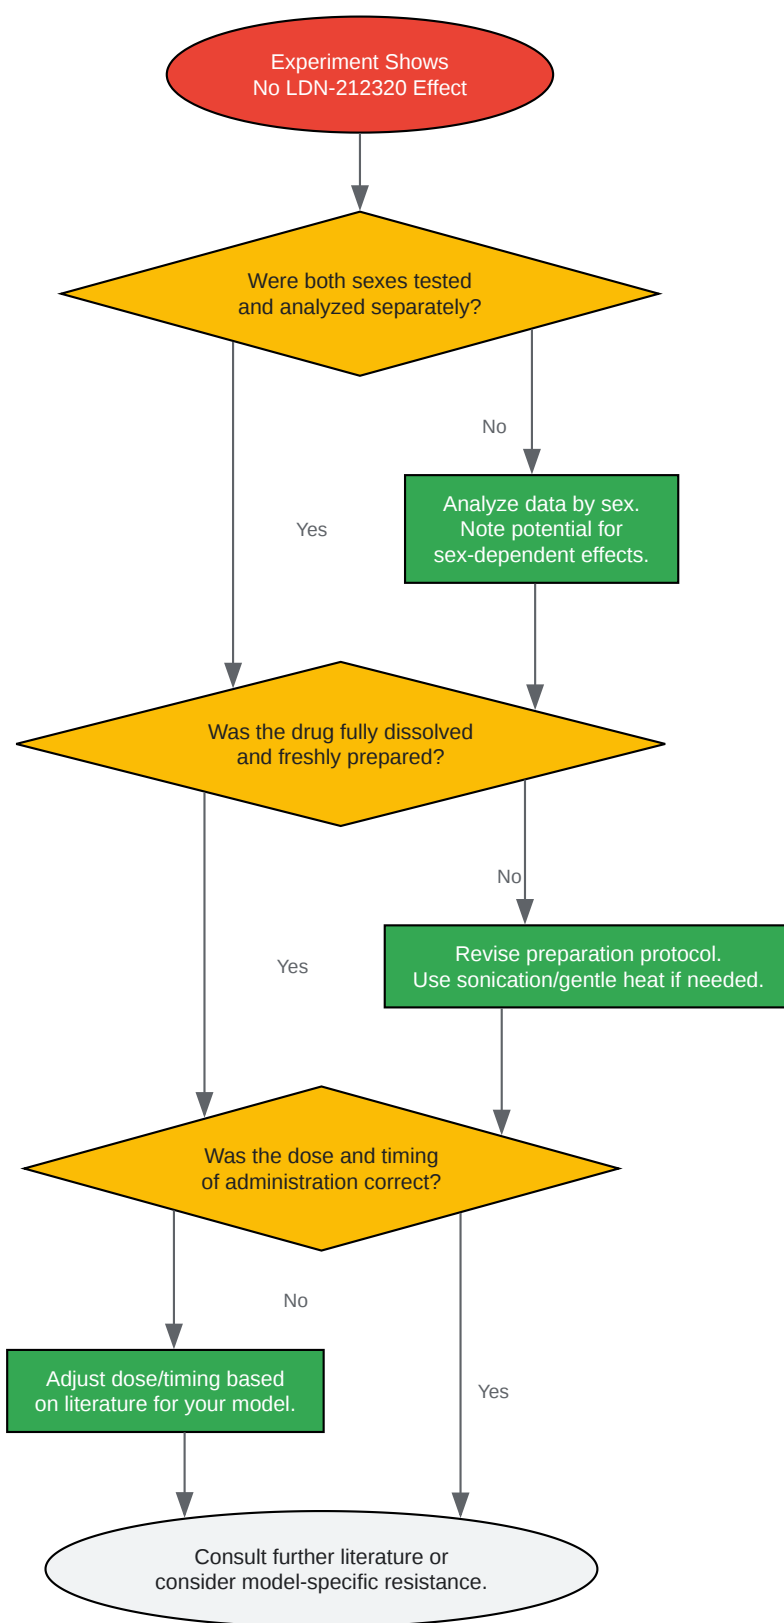 Experiment Shows
No LDN-212320 Effect
Were both sexes tested
and analyzed separately?
No
Analyze data by sex.
Note potential for
sex-dependent effects.
Yes
Was the drug fully dissolved
and freshly prepared?
No
Revise preparation protocol.
Use sonication/gentle heat if needed.
Yes
Was the dose and timing
of administration correct?
No
Adjust dose/timing based
on literature for your model.
Yes
Consult further literature or
consider model-specific resistance.